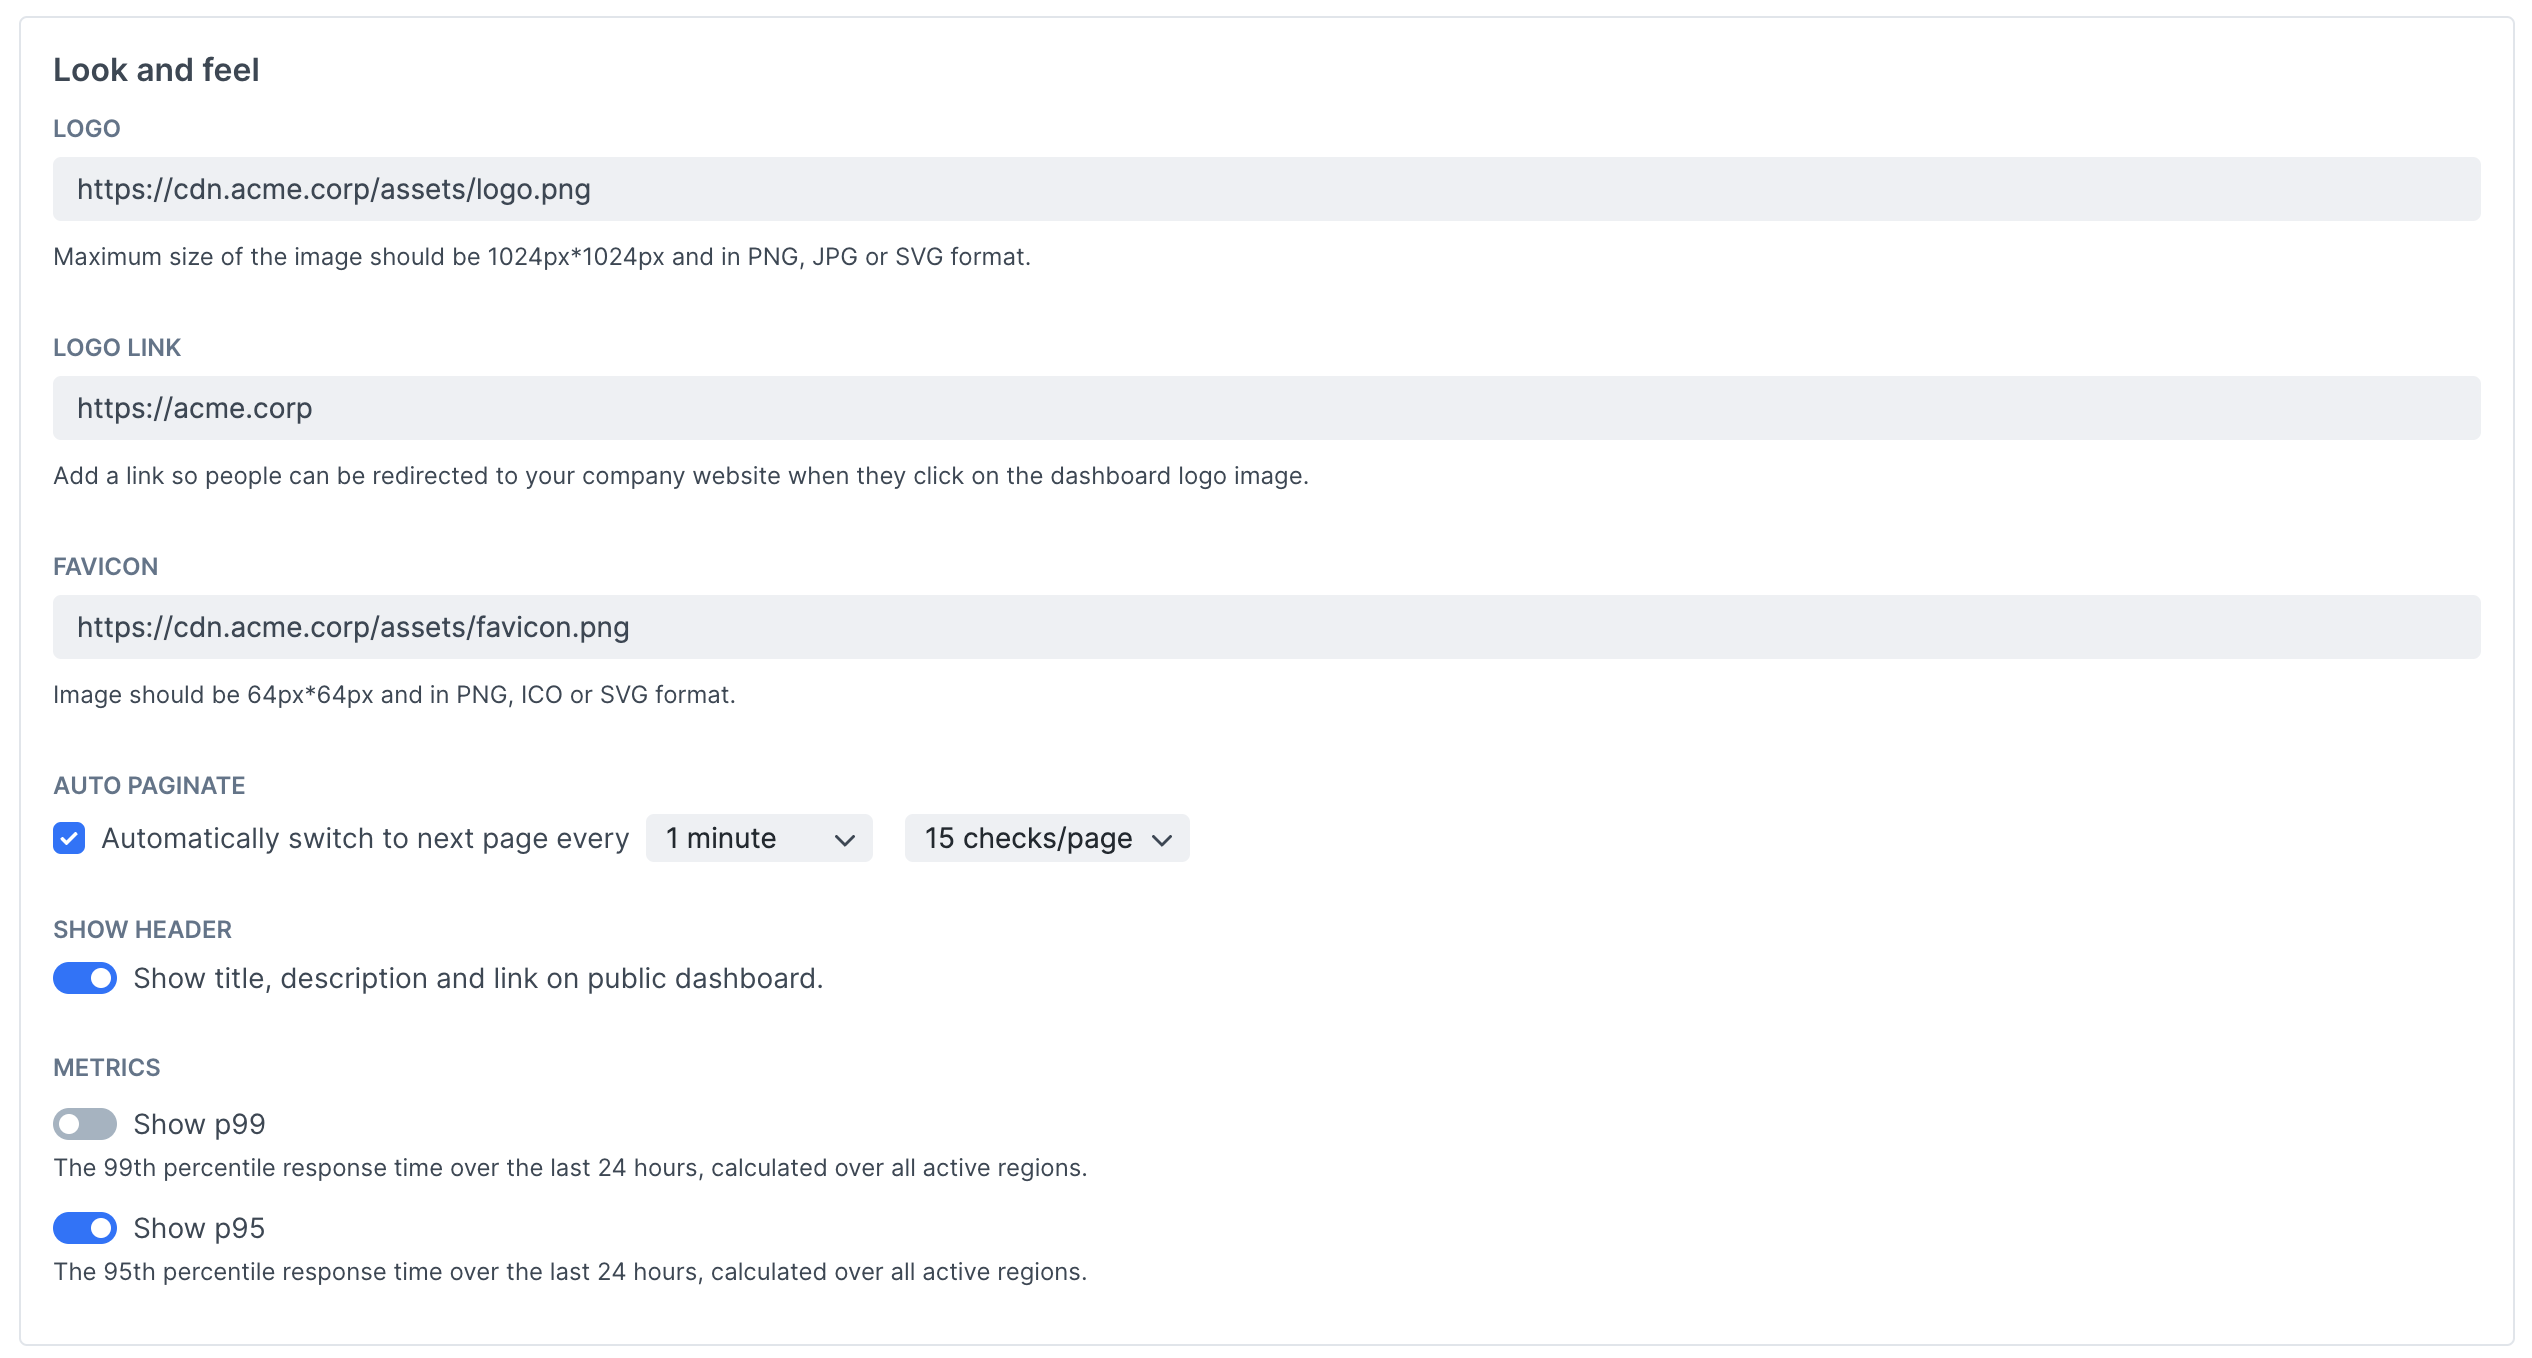 Look and feel
LOGO
https://cdn.acme.corp/assets/logo.png
Maximum size of the image should be 1024px*1024px and in PNG, JPG or SVG format.
LOGO LINK
https://acme.corp
Add a link so people can be redirected to your company website when they click on the dashboard logo image.
FAVICON
https://cdn.acme.corp/assets/favicon.png
Image should be 64px*64px and in PNG, ICO or SVG format.
AUTO PAGINATE
Automatically switch to next page every 1 minute 15 checks/page
SHOW HEADER
Show title, description and link on public dashboard.
METRICS
Show p99
The 99th percentile response time over the last 24 hours, calculated over all active regions.
Show p95
The 95th percentile response time over the last 24 hours, calculated over all active regions.